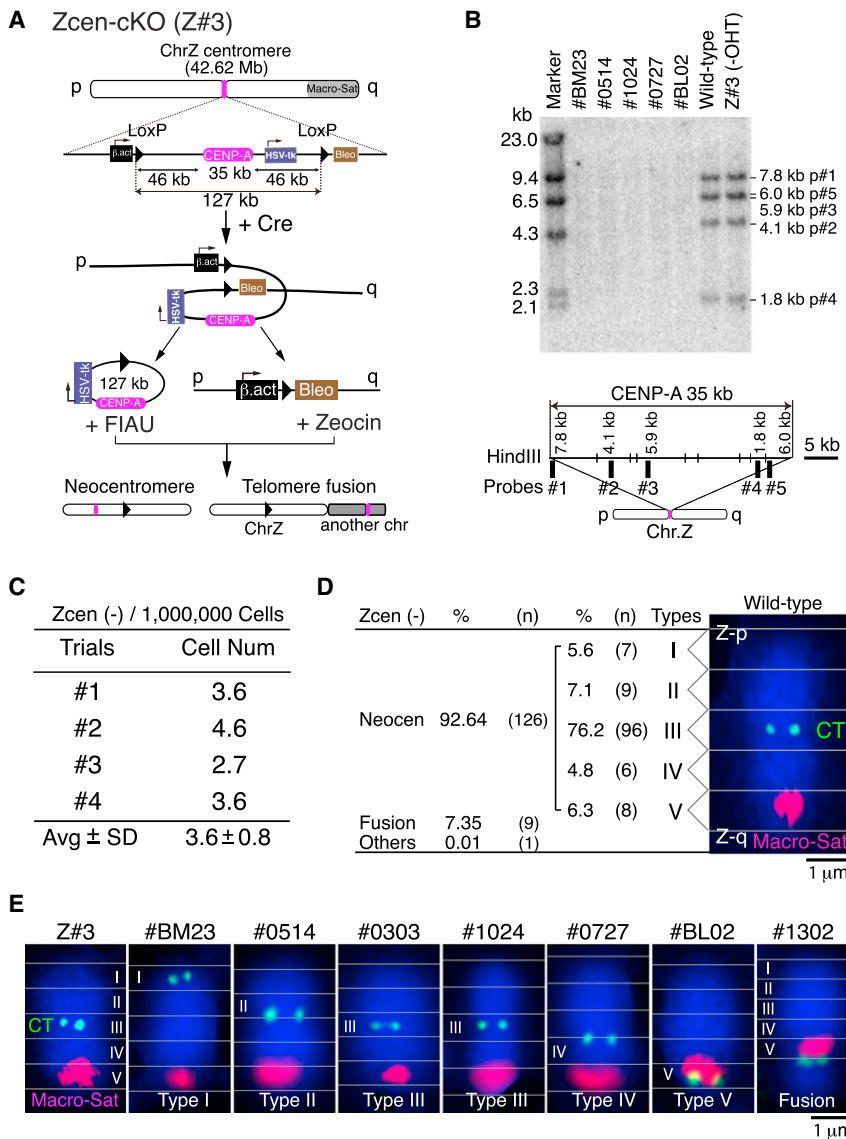 A Zcen-cKO (Z#3)
ChrZ centromere
(42.62 Mb)
p Macro-Sat q
LoxP LoxP
β.act CENP-A HSV-tk Bleo
46 kb 35 kb 46 kb
127 kb
+ Cre
p β.act
HSV-tk Bleo q
CENP-A
HSV-tk 127 kb
CENP-A
p q
β.act Bleo
+ FIAU + Zeocin
Neocentromere Telomere fusion
ChrZ another chr
B
kb Marker #BM23 #0514 #1024 #0727 #BL02 Wild-type Z#3 (-OHT)
23.0
9.4
6.5
4.3
2.3
2.1
7.8 kb p#1
6.0 kb p#5
5.9 kb p#3
4.1 kb p#2
1.8 kb p#4
CENP-A 35 kb
7.8 kb 4.1 kb 5.9 kb 1.8 kb 6.0 kb
HindIII 5 kb
Probes #1 #2 #3 #4 #5
p q
Chr.Z
C
Zcen (-) / 1,000,000 Cells
Trials Cell Num
#1 3.6
#2 4.6
#3 2.7
#4 3.6
Avg ± SD 3.6 ± 0.8
D
Zcen (-) % (n) % (n) Types
5.6 (7) I
7.1 (9) II
Neocen 92.64 (126) 76.2 (96) III
4.8 (6) IV
6.3 (8) V
Fusion 7.35 (9)
Others 0.01 (1)
Wild-type
Z-p
CT
Z-q Macro-Sat
1 μm
E
Z#3 #BM23 #0514 #0303 #1024 #0727 #BL02 #1302
I
II
CT III
IV
V
Macro-Sat
I
Type I
II
Type II
III
Type III
III
Type III
IV
Type IV
V
Type V
I
II
III
IV
V
Fusion
1 μm